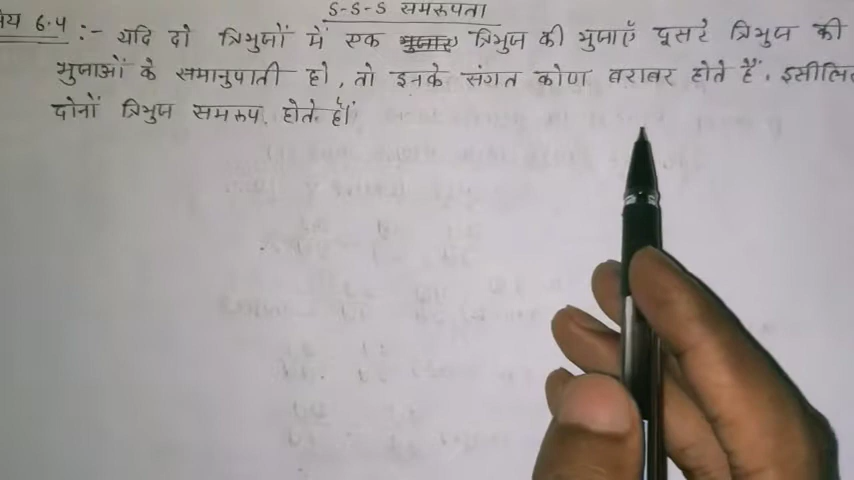 S-S-S समरूपता
मेय 6.4 :- यदि दो त्रिभुजों में एक त्रिभुज की भुजाएँ दूसरे त्रिभुज की
भुजाओं के समानुपाती हो, तो इनके संगत कोण बराबर होते हैं, इसीलिए
दोनों त्रिभुज समरूप होते हैं।